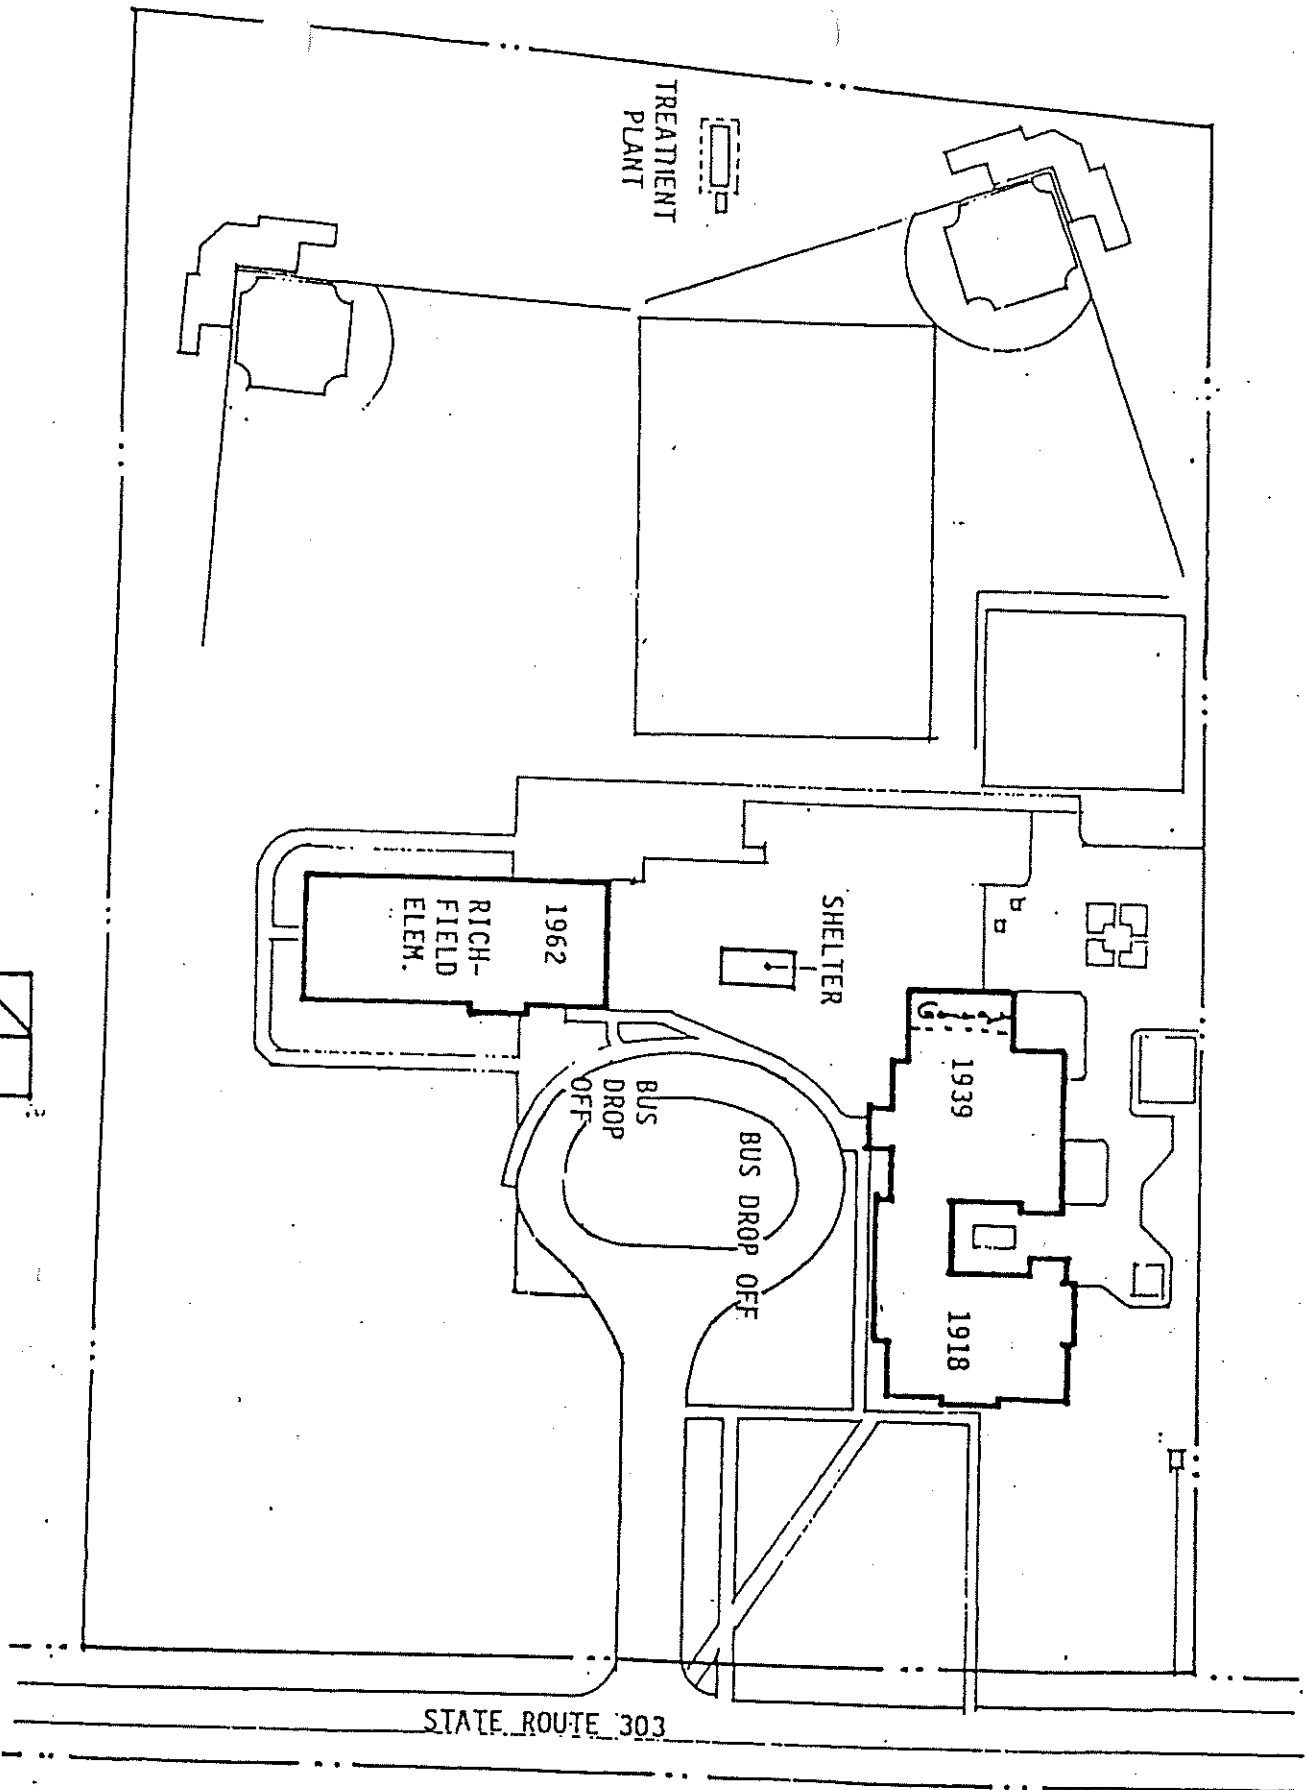 TREATMENT
PLANT
SHELTER
1962
RICH-
FIELD
ELEM.
1939
BUS
DROP
OFF
BUS DROP OFF
1918
STATE ROUTE 303